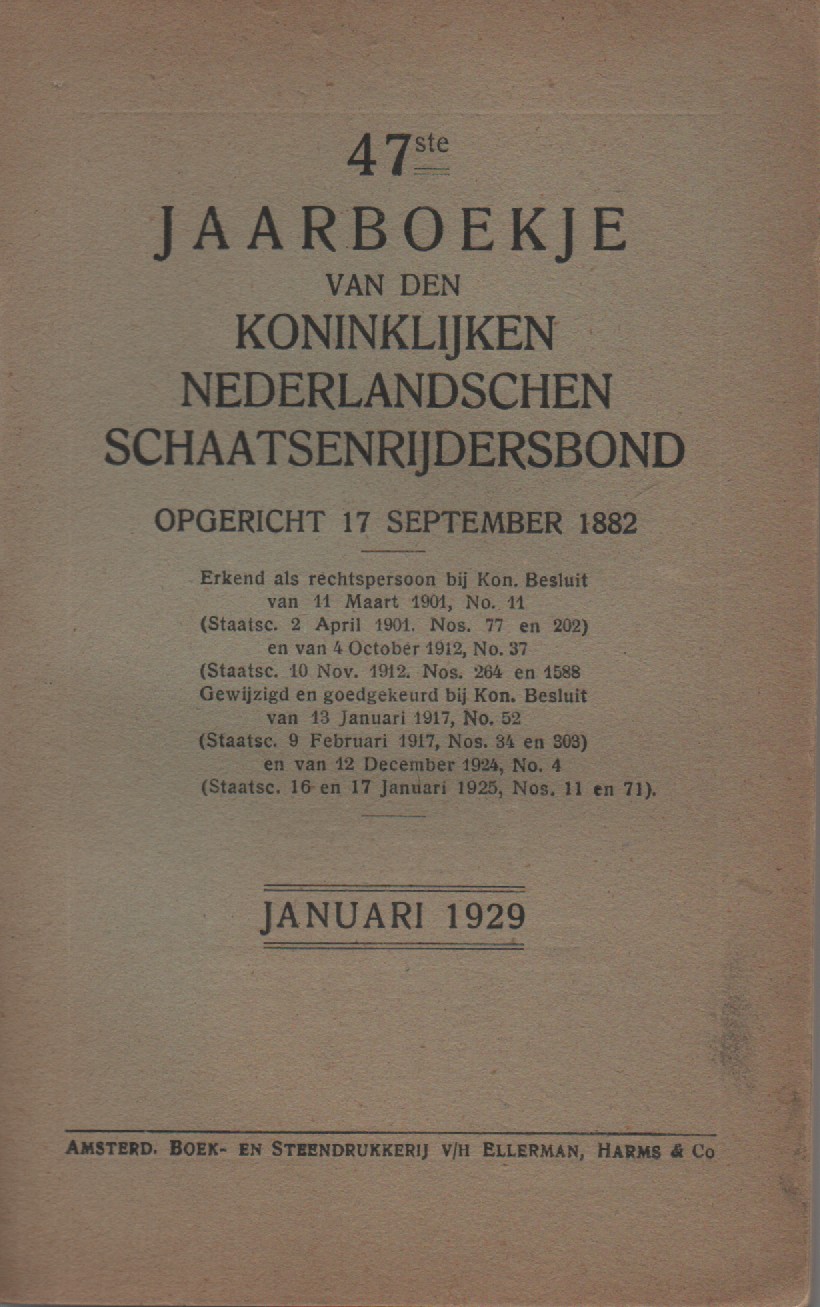 47ste
JAARBOEKJE
VAN DEN
KONINKLIJKEN
NEDERLANDSCHEN
SCHAATSENRIJDERSBOND
OPGERICHT 17 SEPTEMBER 1882
Erkend als rechtspersoon bij Kon. Besluit
van 11 Maart 1901, No. 11
(Staatsc. 2 April 1901. Nos. 77 en 202)
en van 4 October 1912, No. 37
(Staatsc. 10 Nov. 1912. Nos. 264 en 1588
Gewijzigd en goedgekeurd bij Kon. Besluit
van 13 Januari 1917, No. 52
(Staatsc. 9 Februari 1917, Nos. 34 en 303)
en van 12 December 1924, No. 4
(Staatsc. 16 en 17 Januari 1925, Nos. 11 en 71).
JANUARI 1929
AMSTERD. BOEK- EN STEENDRUKKERIJ V/H ELLERMAN, HARMS & CO